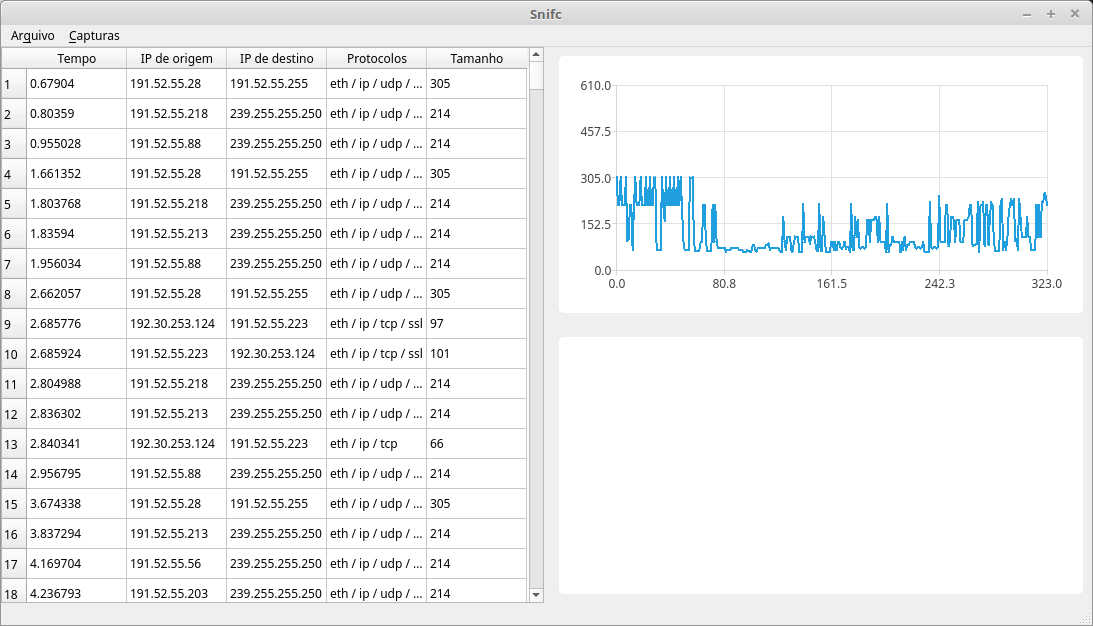 Snifc
Arquivo Capturas
Tempo IP de origem IP de destino Protocolos Tamanho
1 0.67904 191.52.55.28 191.52.55.255 eth / ip / udp / ... 305
2 0.80359 191.52.55.218 239.255.255.250 eth / ip / udp / ... 214
3 0.955028 191.52.55.88 239.255.255.250 eth / ip / udp / ... 214
4 1.661352 191.52.55.28 191.52.55.255 eth / ip / udp / ... 305
5 1.803768 191.52.55.218 239.255.255.250 eth / ip / udp / ... 214
6 1.83594 191.52.55.213 239.255.255.250 eth / ip / udp / ... 214
7 1.956034 191.52.55.88 239.255.255.250 eth / ip / udp / ... 214
8 2.662057 191.52.55.28 191.52.55.255 eth / ip / udp / ... 305
9 2.685776 192.30.253.124 191.52.55.223 eth / ip / tcp / ssl 97
10 2.685924 191.52.55.223 192.30.253.124 eth / ip / tcp / ssl 101
11 2.804988 191.52.55.218 239.255.255.250 eth / ip / udp / ... 214
12 2.836302 191.52.55.213 239.255.255.250 eth / ip / udp / ... 214
13 2.840341 192.30.253.124 191.52.55.223 eth / ip / tcp 66
14 2.956795 191.52.55.88 239.255.255.250 eth / ip / udp / ... 214
15 3.674338 191.52.55.28 191.52.55.255 eth / ip / udp / ... 305
16 3.837294 191.52.55.213 239.255.255.250 eth / ip / udp / ... 214
17 4.169704 191.52.55.56 239.255.255.250 eth / ip / udp / ... 214
18 4.236793 191.52.55.203 239.255.255.250 eth / ip / udp / ... 214
610.0
457.5
305.0
152.5
0.0
0.0 80.8 161.5 242.3 323.0